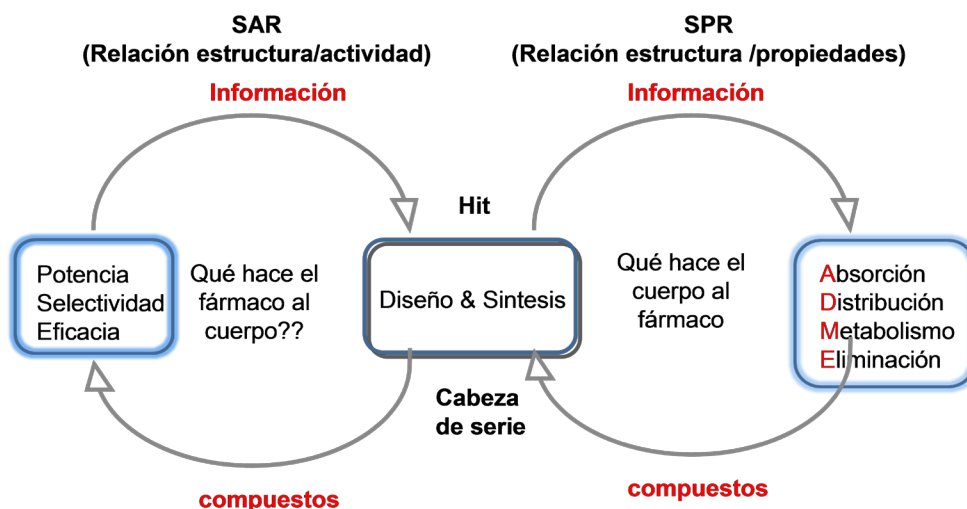 SAR
(Relación estructura/actividad)
Información
SPR
(Relación estructura /propiedades)
Información
Hit
Potencia
Selectividad
Eficacia
Qué hace el
fármaco al
cuerpo??
Diseño & Sintesis
Qué hace el
cuerpo al
fármaco
Absorción
Distribución
Metabolismo
Eliminación
Cabeza
de serie
compuestos
compuestos